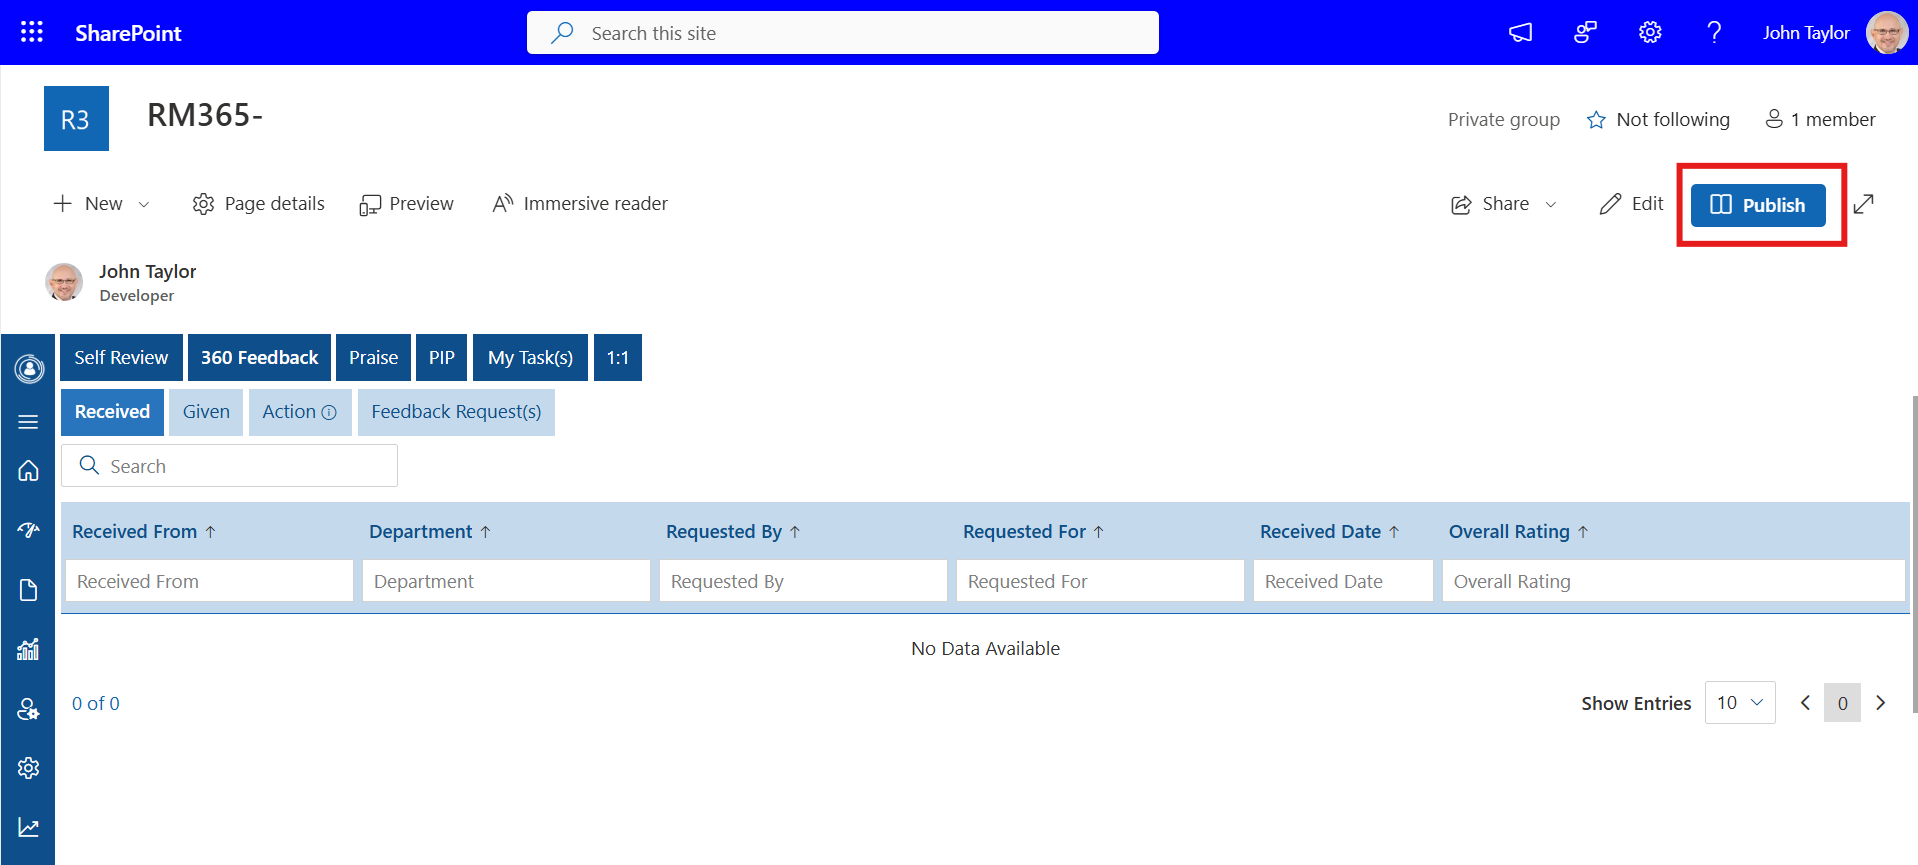 SharePoint
Search this site
John Taylor
R3
RM365-
Private group
Not following
1 member
New
Page details
Preview
Immersive reader
Share
Edit
Publish
John Taylor
Developer
Self Review
360 Feedback
Praise
PIP
My Task(s)
1:1
Received
Given
Action
Feedback Request(s)
Search
Received From
Department
Requested By
Requested For
Received Date
Overall Rating
Received From
Department
Requested By
Requested For
Received Date
Overall Rating
No Data Available
0 of 0
Show Entries
10
0